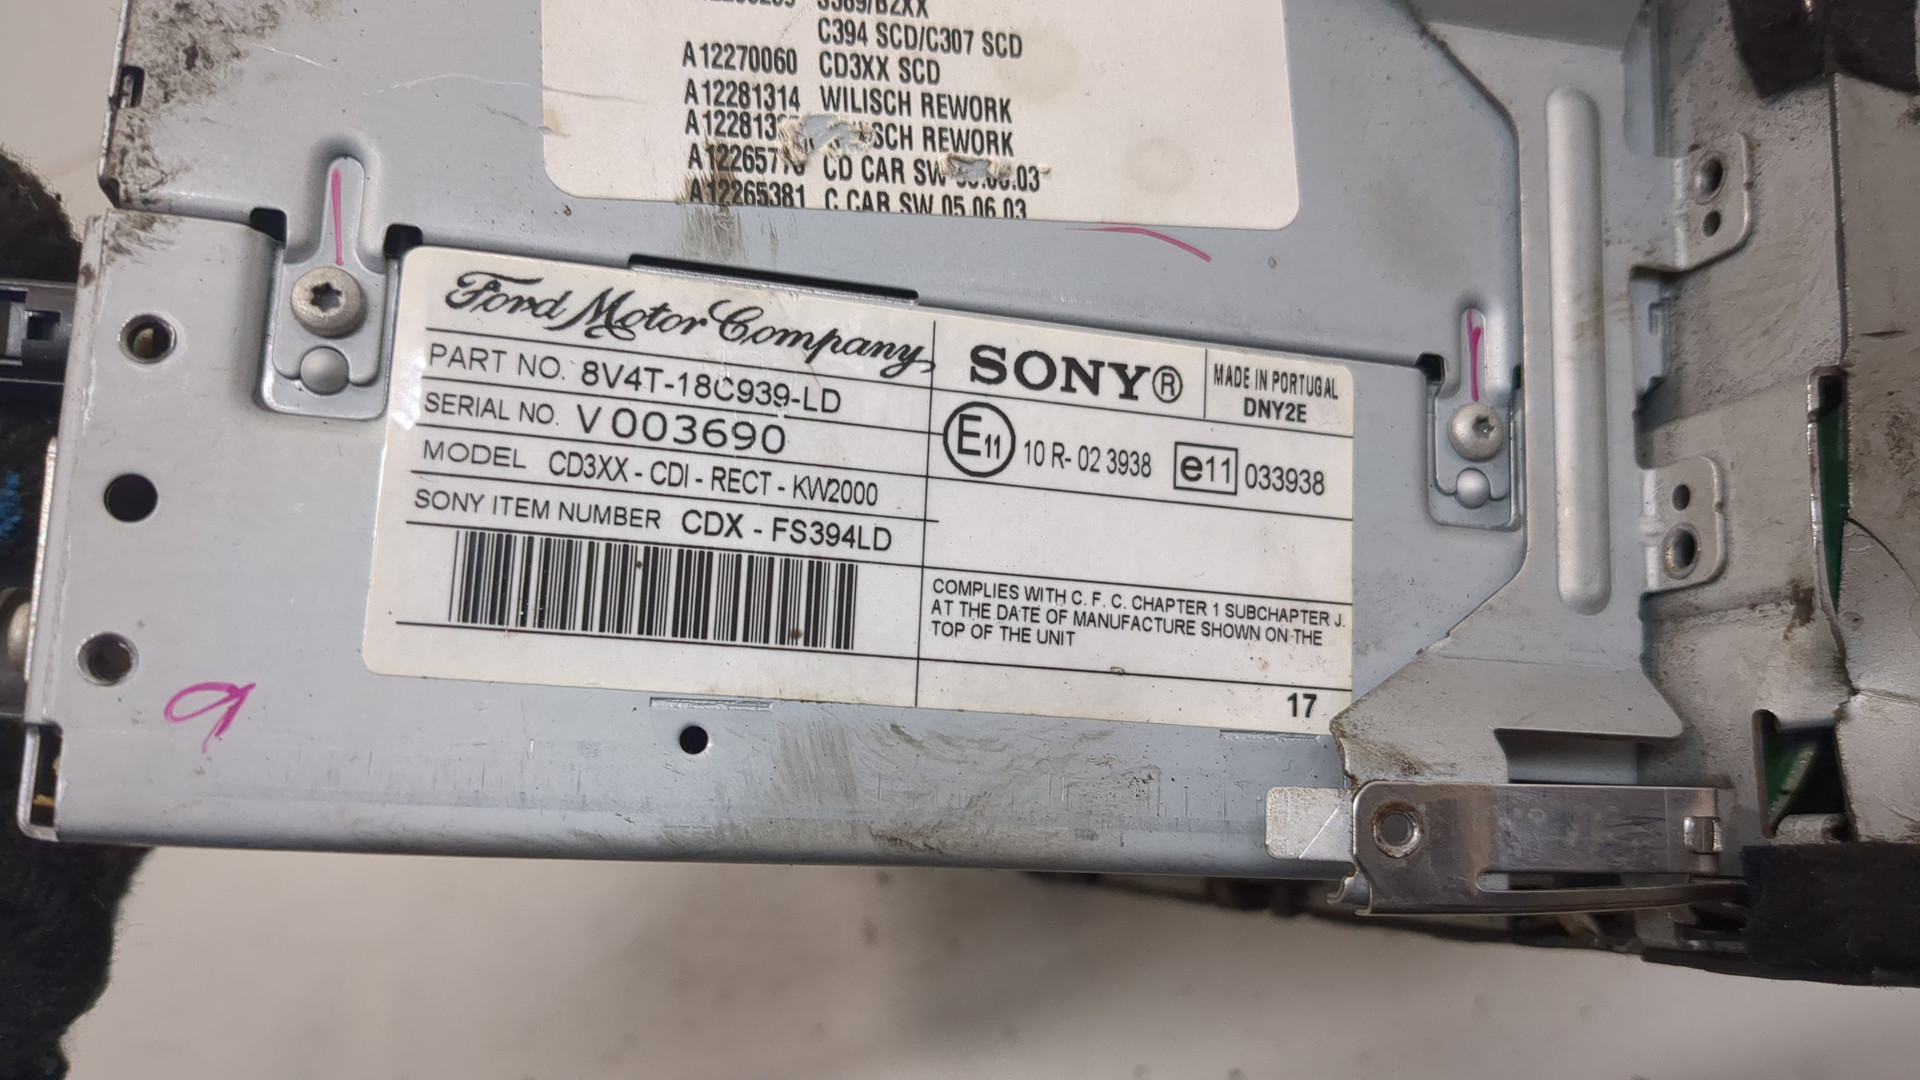 S369/B2XX
C394 SCD/C307 SCD
A12270060 CD3XX SCD
A12281314 WILISCH REWORK
REWORK
CD CAR SW
A12265381 C CAR SW 05.06.03
Ford Motor Company
SONY®
MADE IN PORTUGAL
DNY2E
PART NO. 8V4T-18C939-LD
SERIAL NO. V003690
MODEL CD3XX - CDI - RECT - KW2000
SONY ITEM NUMBER CDX - FS394LD
E11 10 R- 02 3938 e11 033938
COMPLIES WITH C. F. C. CHAPTER 1 SUBCHAPTER J.
AT THE DATE OF MANUFACTURE SHOWN ON THE
TOP OF THE UNIT
17